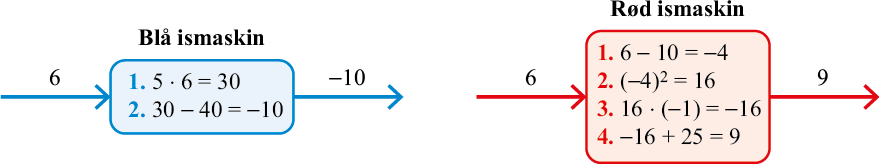 Blå ismaskin
6
1. 5 · 6 = 30
2. 30 − 40 = −10
−10
Rød ismaskin
6
1. 6 − 10 = −4
2. (−4)² = 16
3. 16 · (−1) = −16
4. −16 + 25 = 9
9